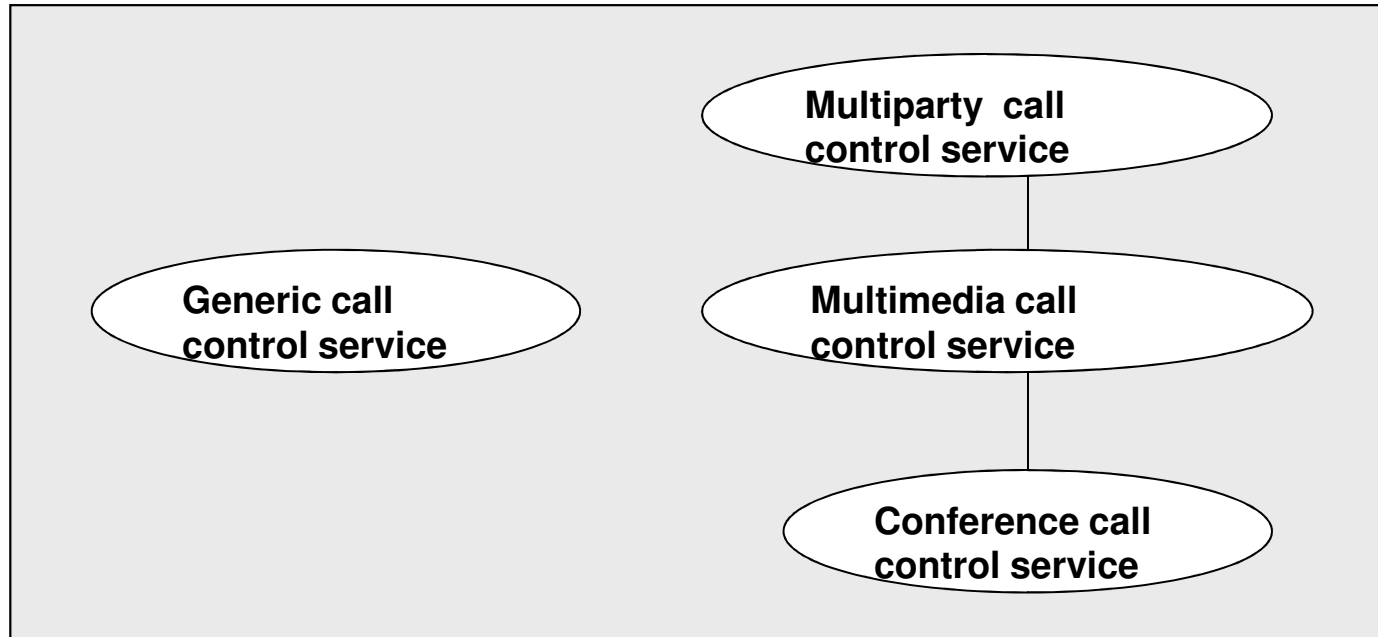 Multiparty  call
control service
Generic call
control service
Multimedia call
control service
Conference call
control service